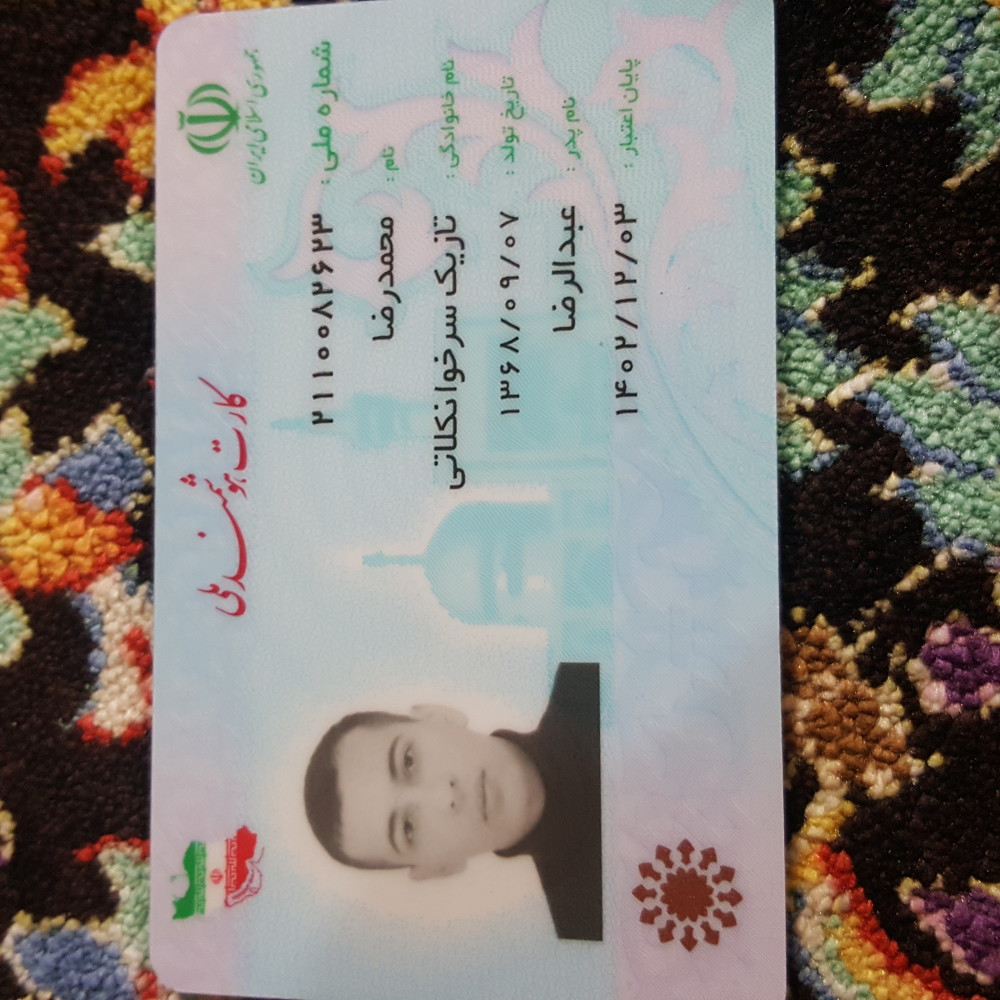 جمهوری اسلامی ایران
کارت هوشمند ملی
شماره ملی: ۲۱۱۰۰۸۲۶۲۳
نام: محمدرضا
نام خانوادگی: تازیک سرخوانکلاتی
تاریخ تولد: ۱۳۶۸/۰۹/۰۷
نام پدر: عبدالرضا
پایان اعتبار: ۱۴۰۲/۱۲/۰۳